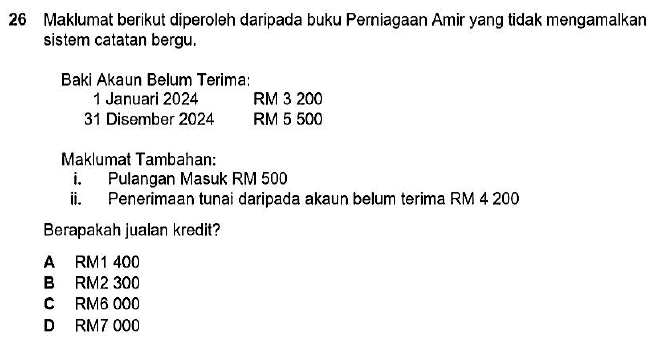 26 Maklumat berikut diperoleh daripada buku Perniagaan Amir yang tidak mengamalkan
sistem catatan bergu.
Baki Akaun Belum Terima:
1 Januari 2024 RM 3 200
31 Disember 2024 RM 5 500
Maklumat Tambahan:
i. Pulangan Masuk RM 500
ii. Penerimaan tunai daripada akaun belum terima RM 4 200
Berapakah jualan kredit?
A RM1 400
B RM2 300
C RM6 000
D RM7 000